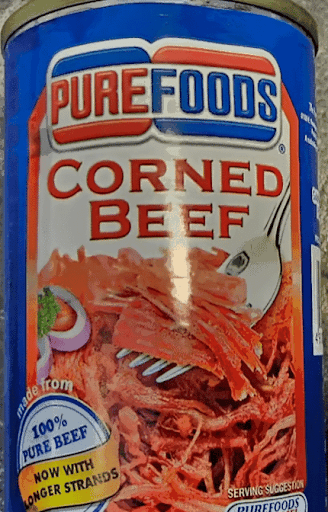 PUREFOODS
®
CORNED
BEEF
made from
100%
PURE BEEF
NOW WITH
LONGER STRANDS
SERVING SUGGESTION
PUREFOODS